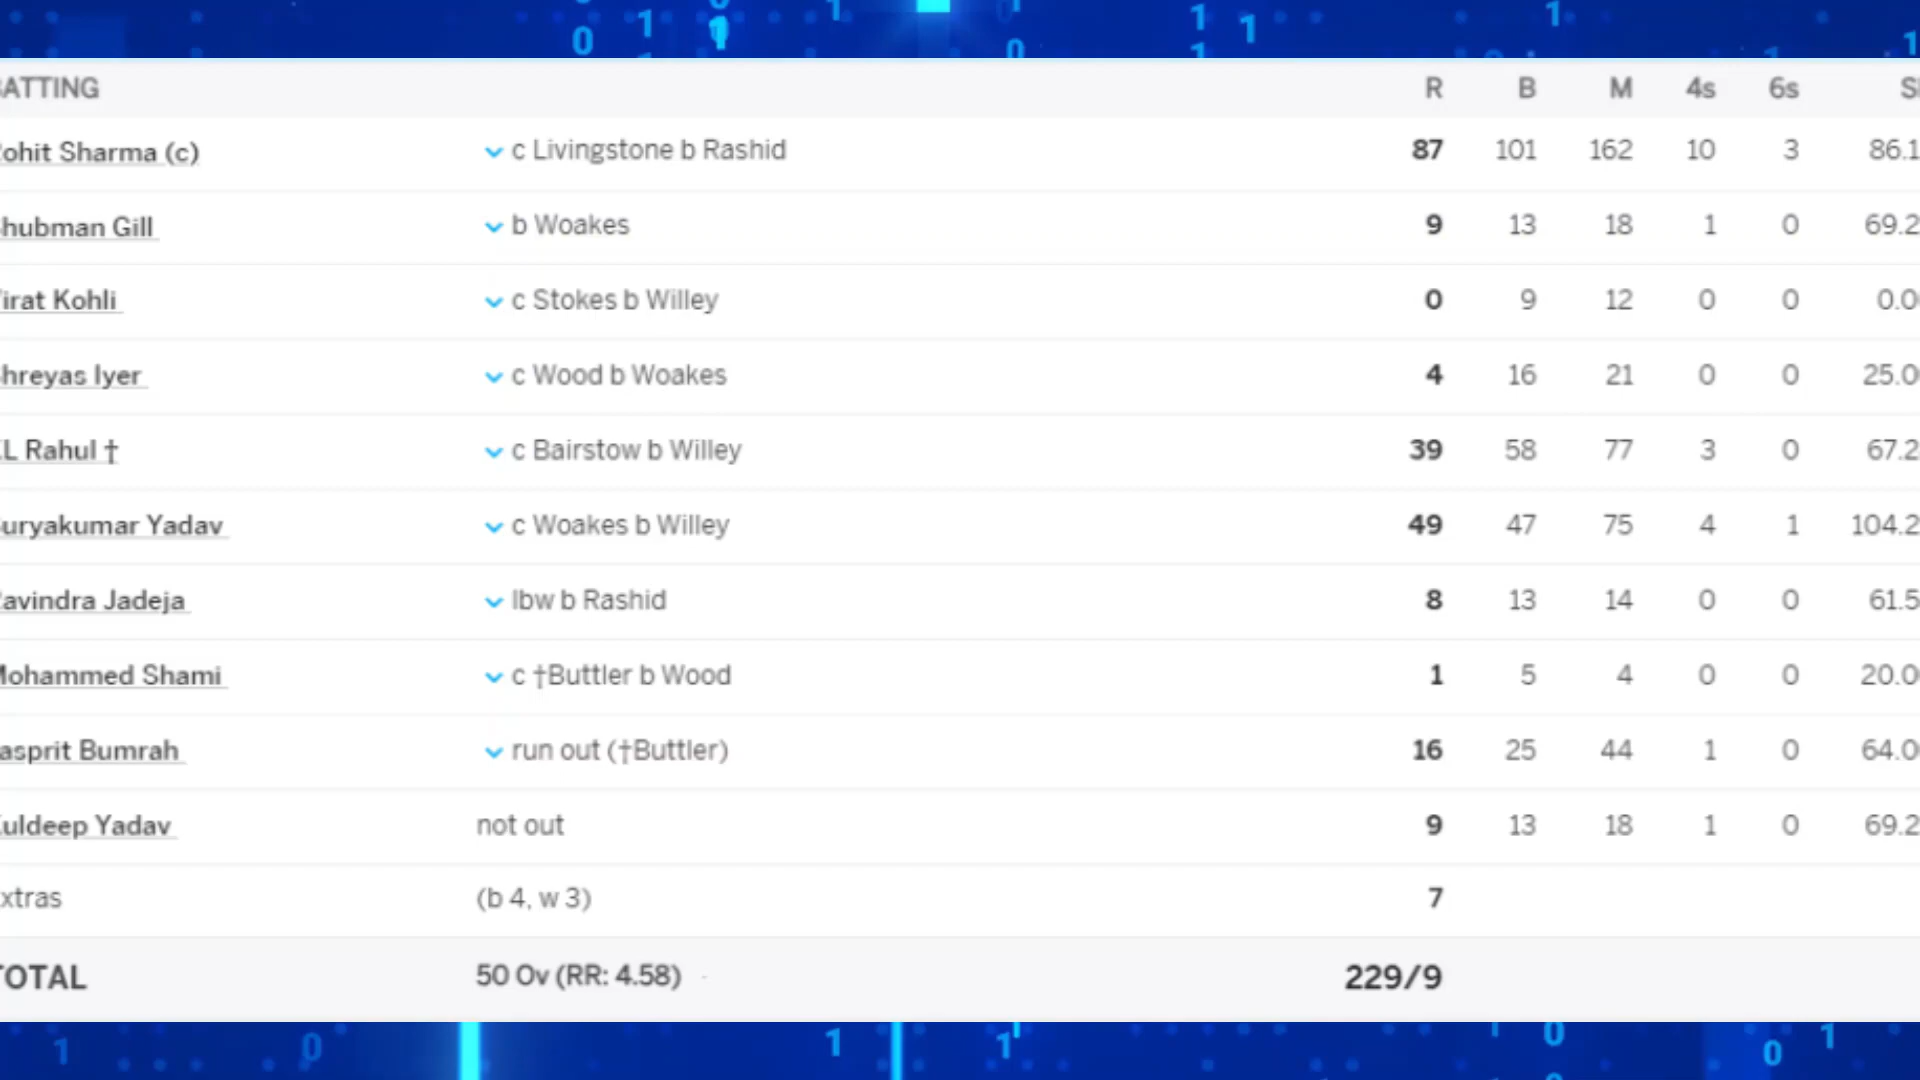 ATTING R B M 4s 6s S
ohit Sharma (c) c Livingstone b Rashid 87 101 162 10 3 86.1
hubman Gill b Woakes 9 13 18 1 0 69.2
irat Kohli c Stokes b Willey 0 9 12 0 0 0.0
hreyas Iyer c Wood b Woakes 4 16 21 0 0 25.0
L Rahul † c Bairstow b Willey 39 58 77 3 0 67.2
uryakumar Yadav c Woakes b Willey 49 47 75 4 1 104.2
avindra Jadeja lbw b Rashid 8 13 14 0 0 61.5
Mohammed Shami c †Buttler b Wood 1 5 4 0 0 20.0
asprit Bumrah run out (†Buttler) 16 25 44 1 0 64.0
uldeep Yadav not out 9 13 18 1 0 69.2
xtras (b 4, w 3) 7
TOTAL 50 Ov (RR: 4.58) 229/9